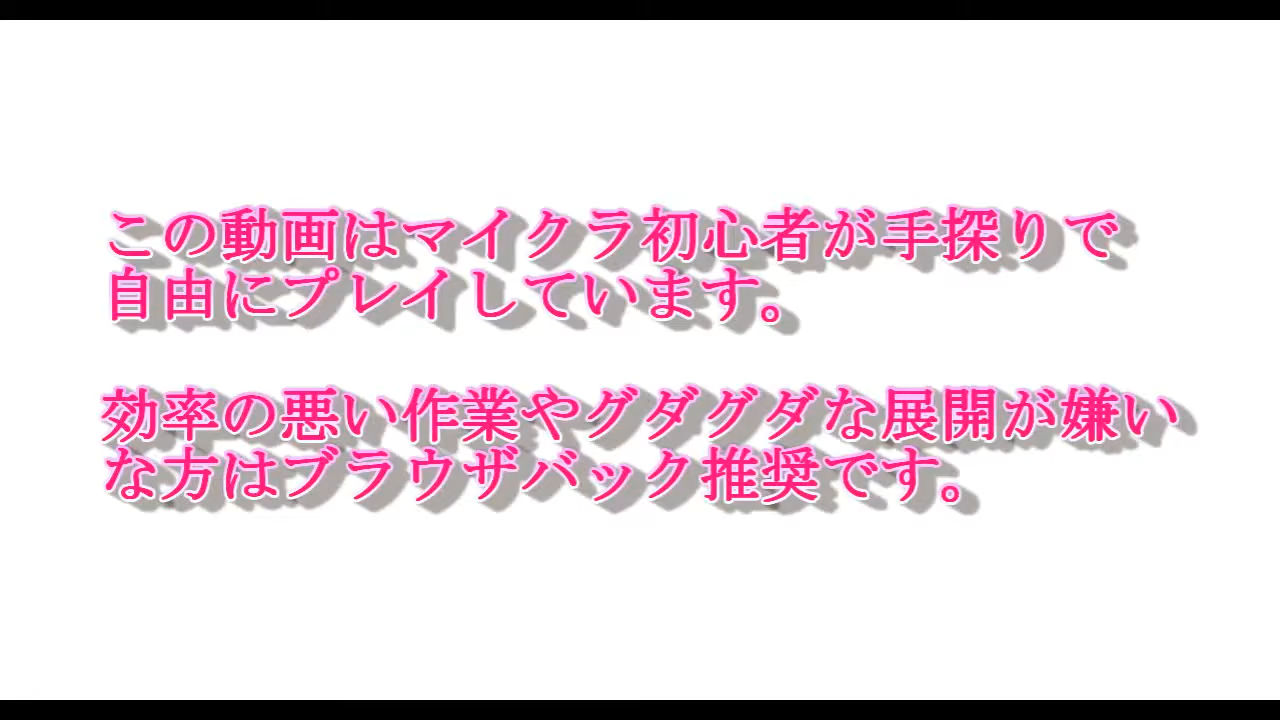 この動画はマイクラ初心者が手探りで
自由にプレイしています。
効率の悪い作業やグダグダな展開が嫌い
な方はブラウザバック推奨です。